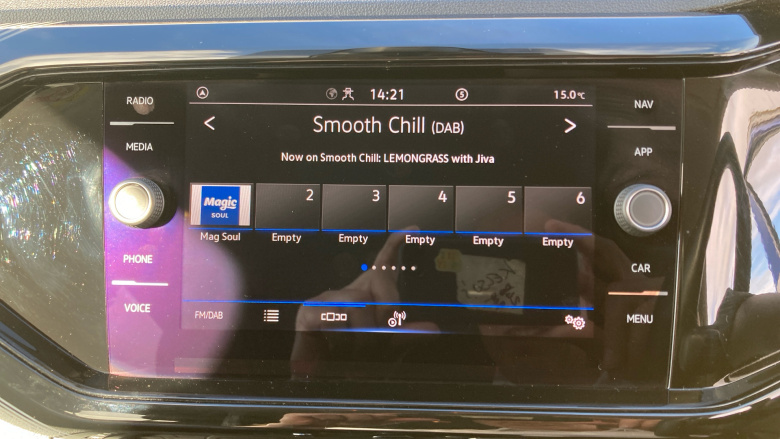 RADIO
MEDIA
PHONE
VOICE
14:21
5
15.0°C
< Smooth Chill (DAB) >
Now on Smooth Chill: LEMONGRASS with Jiva
Magic
SOUL
2 3 4 5 6
Mag Soul Empty Empty Empty Empty Empty
FM/DAB
NAV
APP
CAR
MENU